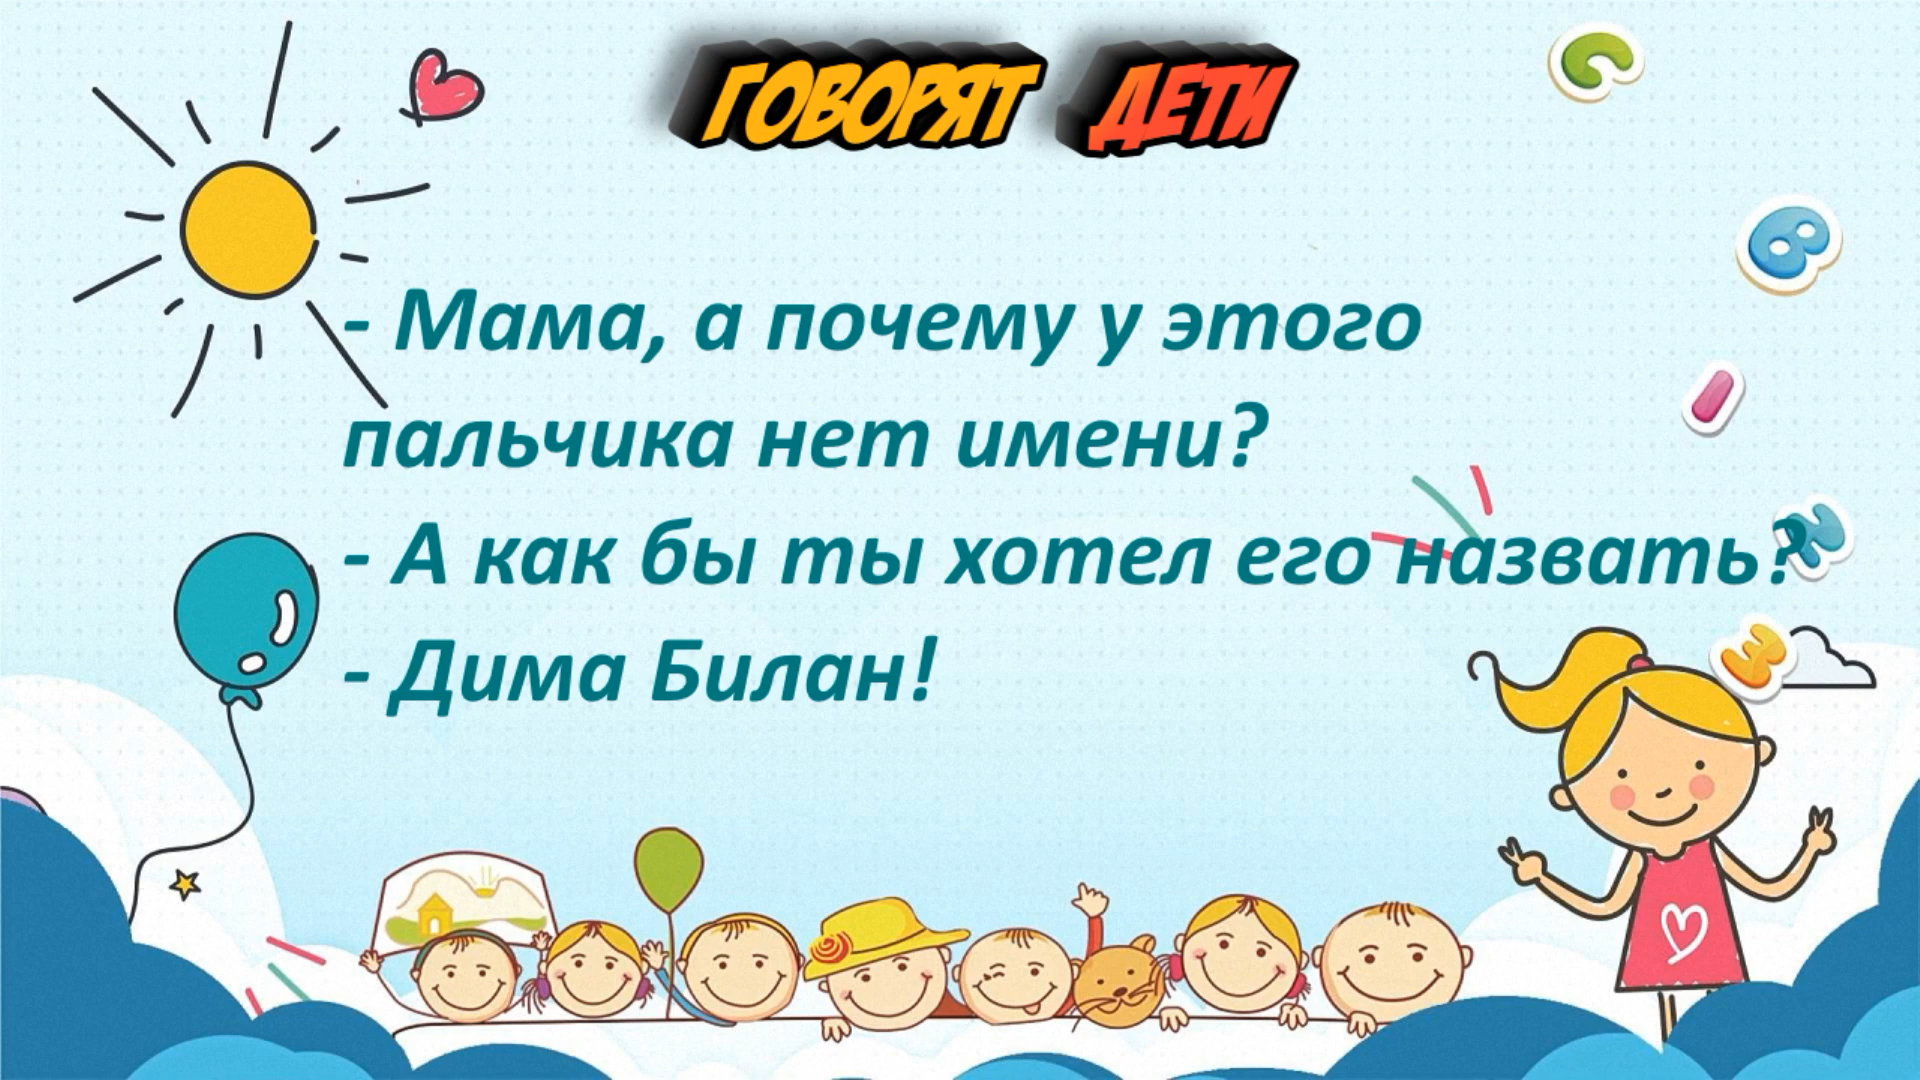 ГОВОРЯТ ДЕТИ
- Мама, а почему у этого
пальчика нет имени?
- А как бы ты хотел его назвать?
- Дима Билан!